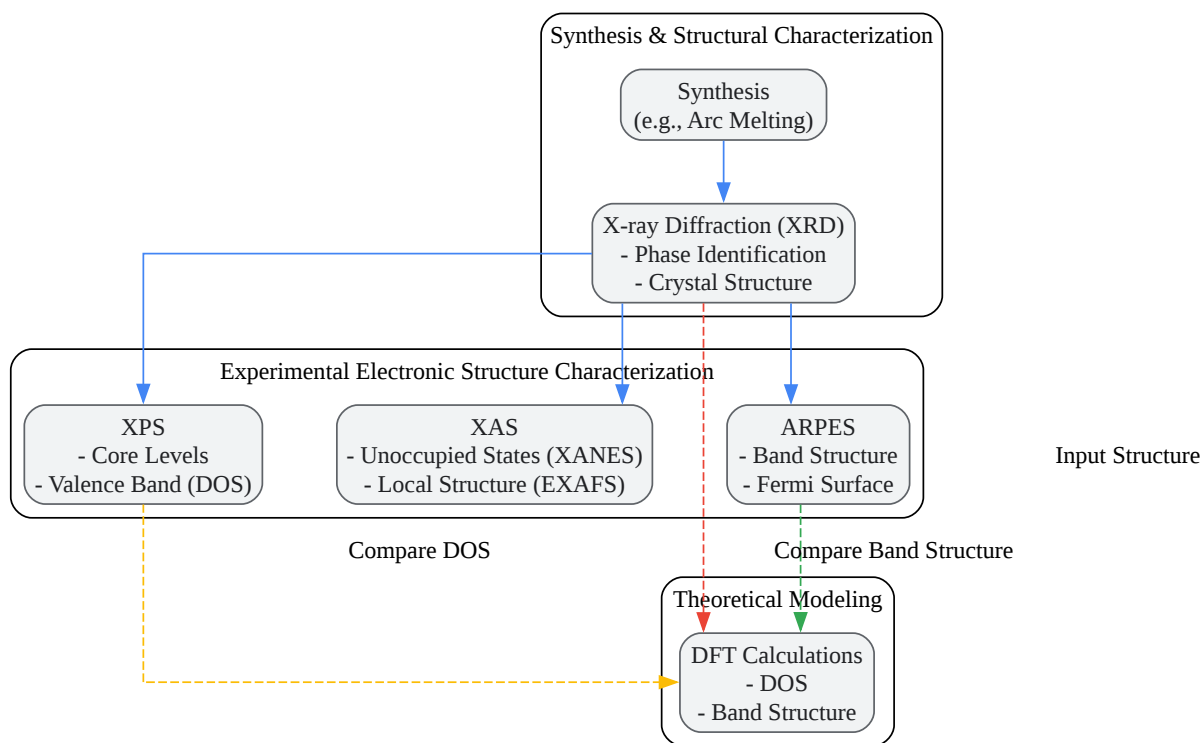 Synthesis & Structural Characterization
Synthesis
(e.g., Arc Melting)
X-ray Diffraction (XRD)
- Phase Identification
- Crystal Structure
Experimental Electronic Structure Characterization
XPS
- Core Levels
- Valence Band (DOS)
XAS
- Unoccupied States (XANES)
- Local Structure (EXAFS)
ARPES
- Band Structure
- Fermi Surface
Input Structure
Compare DOS
Compare Band Structure
Theoretical Modeling
DFT Calculations
- DOS
- Band Structure